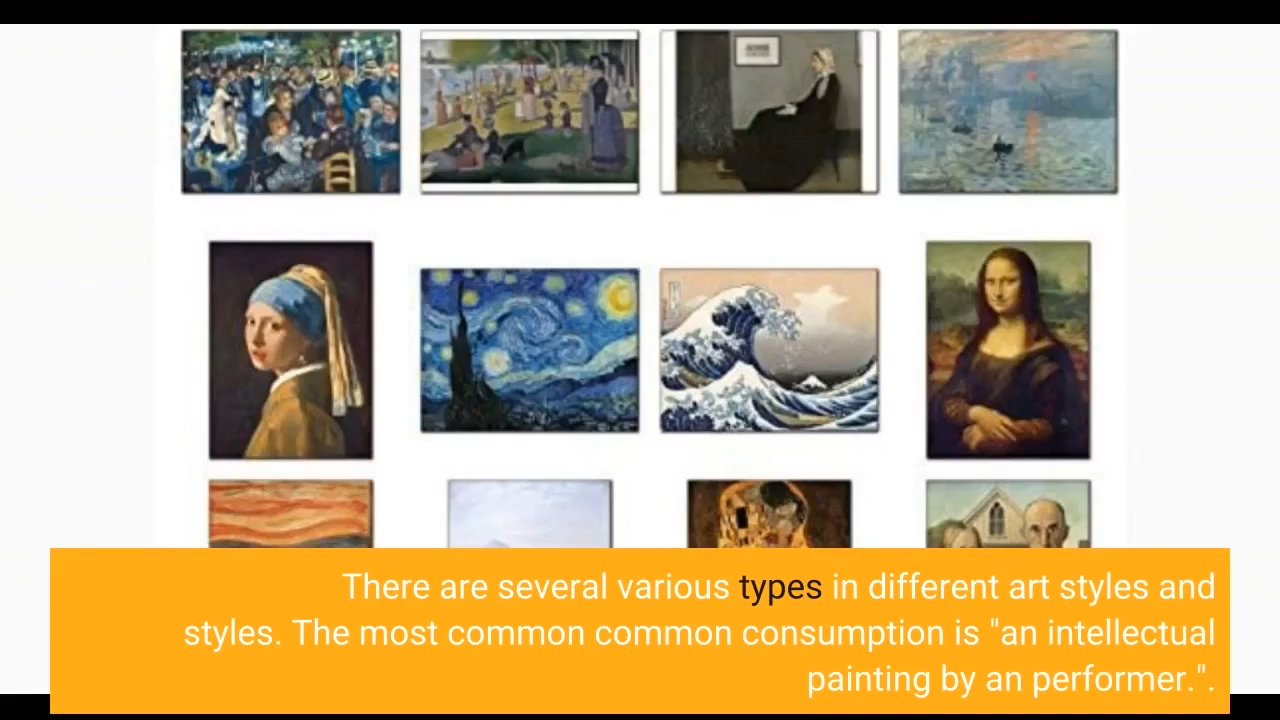 There are several various types in different art styles and
styles. The most common common consumption is "an intellectual
painting by an performer.".